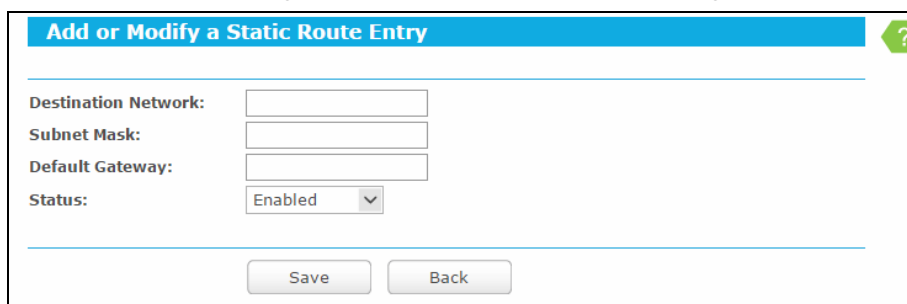 Add or Modify a Static Route Entry
?
Destination Network:
Subnet Mask:
Default Gateway:
Status: Enabled
Save Back